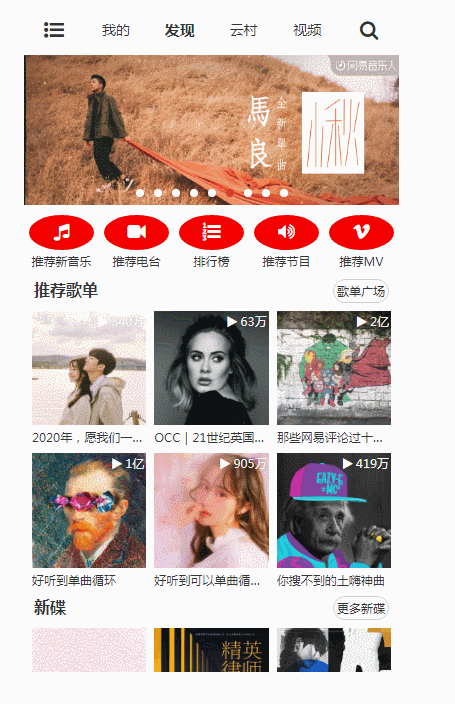 我的 发现 云村 视频
网易音乐人
馬良
全新單曲
小秋
推荐新音乐 推荐电台 排行榜 推荐节目 推荐MV
推荐歌单 歌单广场
63万 2亿
2020年，愿我们一... OCC｜21世纪英国... 那些网易评论过十...
1亿 905万 419万
EAZY-E
=MC²
好听到单曲循环 好听到可以单曲循... 你搜不到的土嗨神曲
新碟 更多新碟
精英
律师